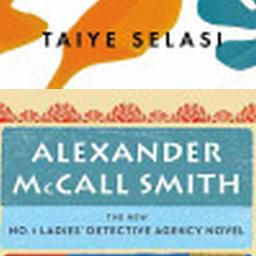 TAIYE SELASI
ALEXANDER
McCALL SMITH
THE NEW
NO. 1 LADIES' DETECTIVE AGENCY NOVEL